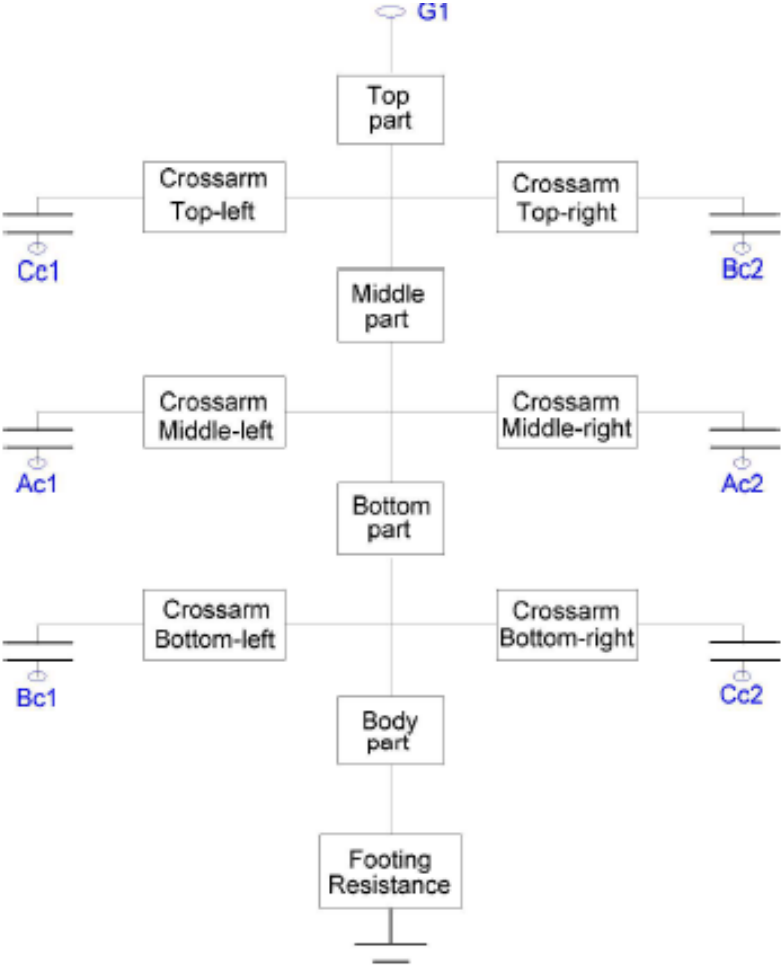 G1
Top
part
Crossarm
Top-left
Crossarm
Top-right
Cc1
Bc2
Middle
part
Crossarm
Middle-left
Crossarm
Middle-right
Ac1
Ac2
Bottom
part
Crossarm
Bottom-left
Crossarm
Bottom-right
Bc1
Cc2
Body
part
Footing
Resistance